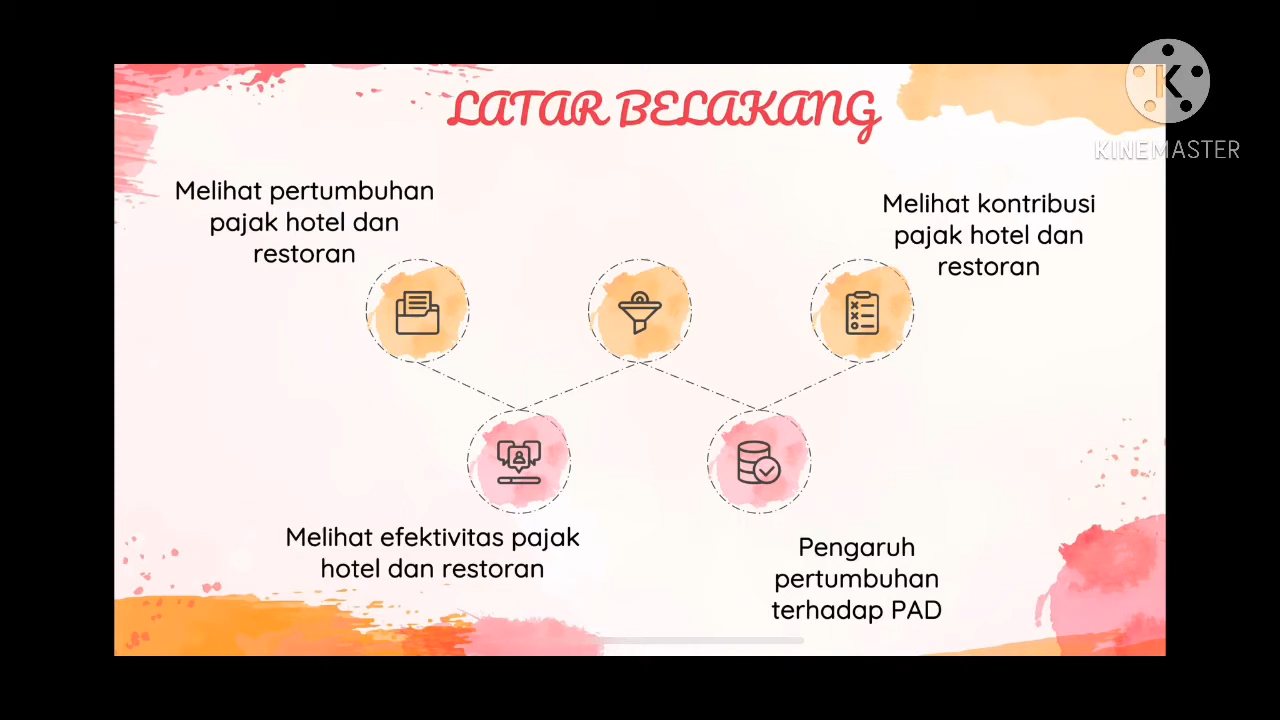 LATAR BELAKANG
K
KINEMASTER
Melihat pertumbuhan
pajak hotel dan
restoran
Melihat kontribusi
pajak hotel dan
restoran
Melihat efektivitas pajak
hotel dan restoran
Pengaruh
pertumbuhan
terhadap PAD